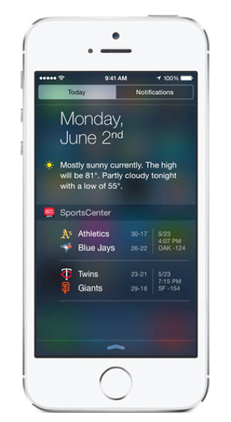 9:41 AM
100%
Today
Notifications
Monday,
June 2nd
Mostly sunny currently. The high
will be 81°. Partly cloudy tonight
with a low of 55°.
SportsCenter
A's Athletics 30-17 5/23
4:07 PM
Blue Jays 26-22 OAK -124
Twins 23-21 5/23
7:15 PM
SF Giants 29-18 SF -154